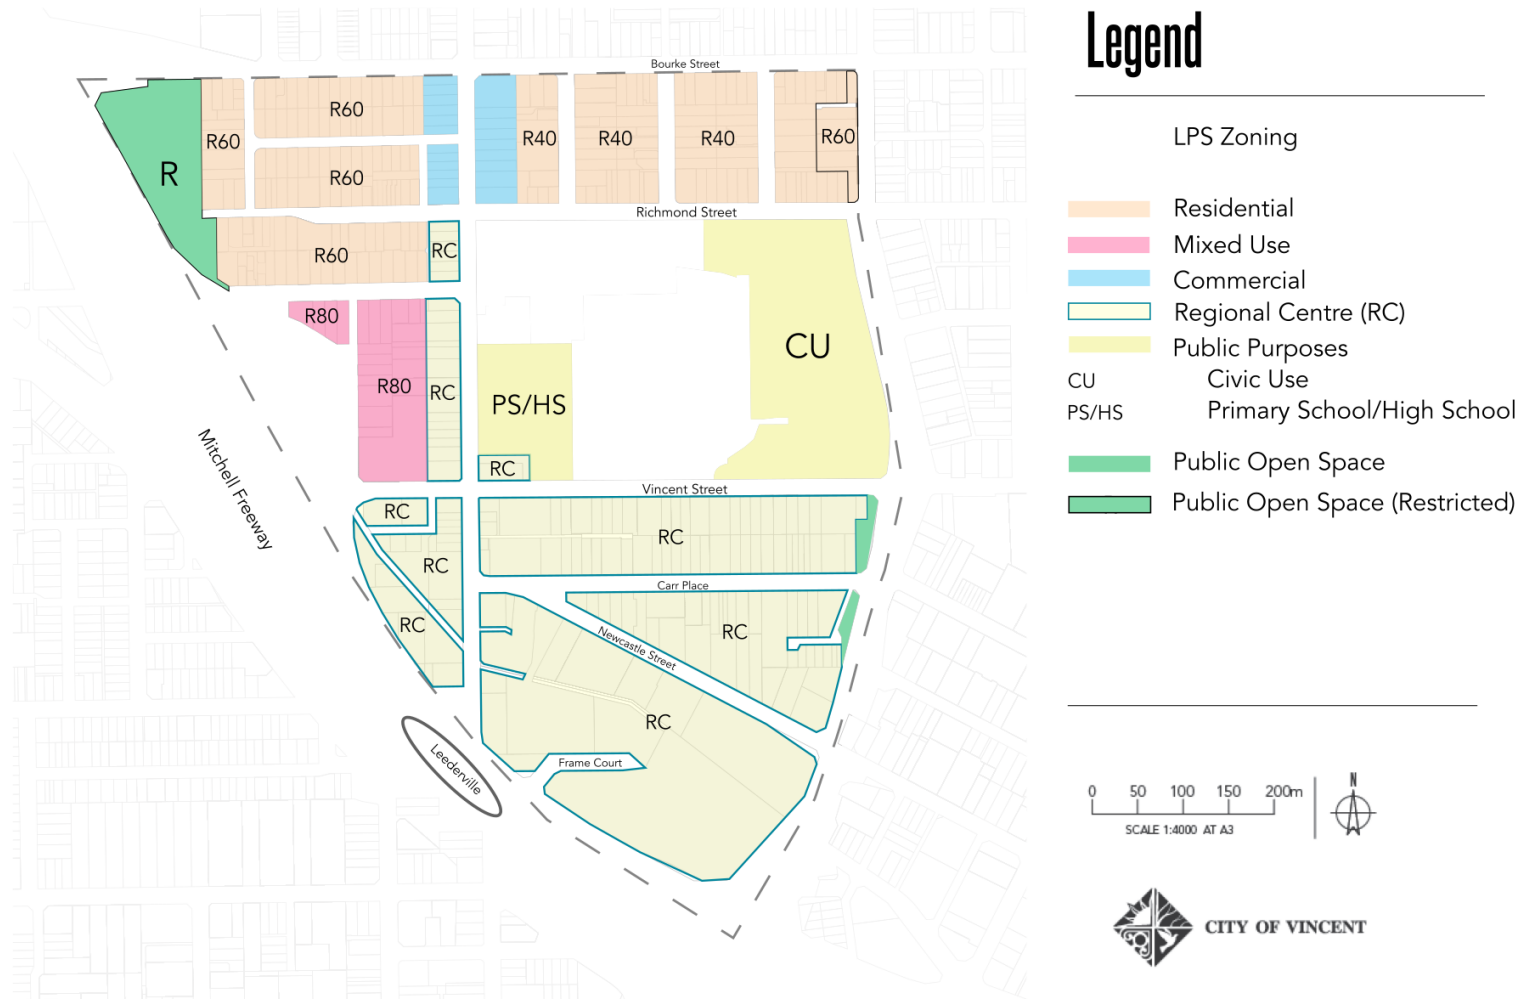 Legend
LPS Zoning
Residential
Mixed Use
Commercial
Regional Centre (RC)
Public Purposes
CU Civic Use
PS/HS Primary School/High School
Public Open Space
Public Open Space (Restricted)
Bourke Street
R60
R60
R40
R40
R40
R60
R
R60
Richmond Street
R60
RC
R80
CU
R80
RC
PS/HS
RC
Mitchell Freeway
Vincent Street
RC
RC
RC
Carr Place
RC
RC
Newcastle Street
RC
Frame Court
Leederville
0 50 100 150 200m
SCALE 1:4000 AT A3
N
CITY OF VINCENT